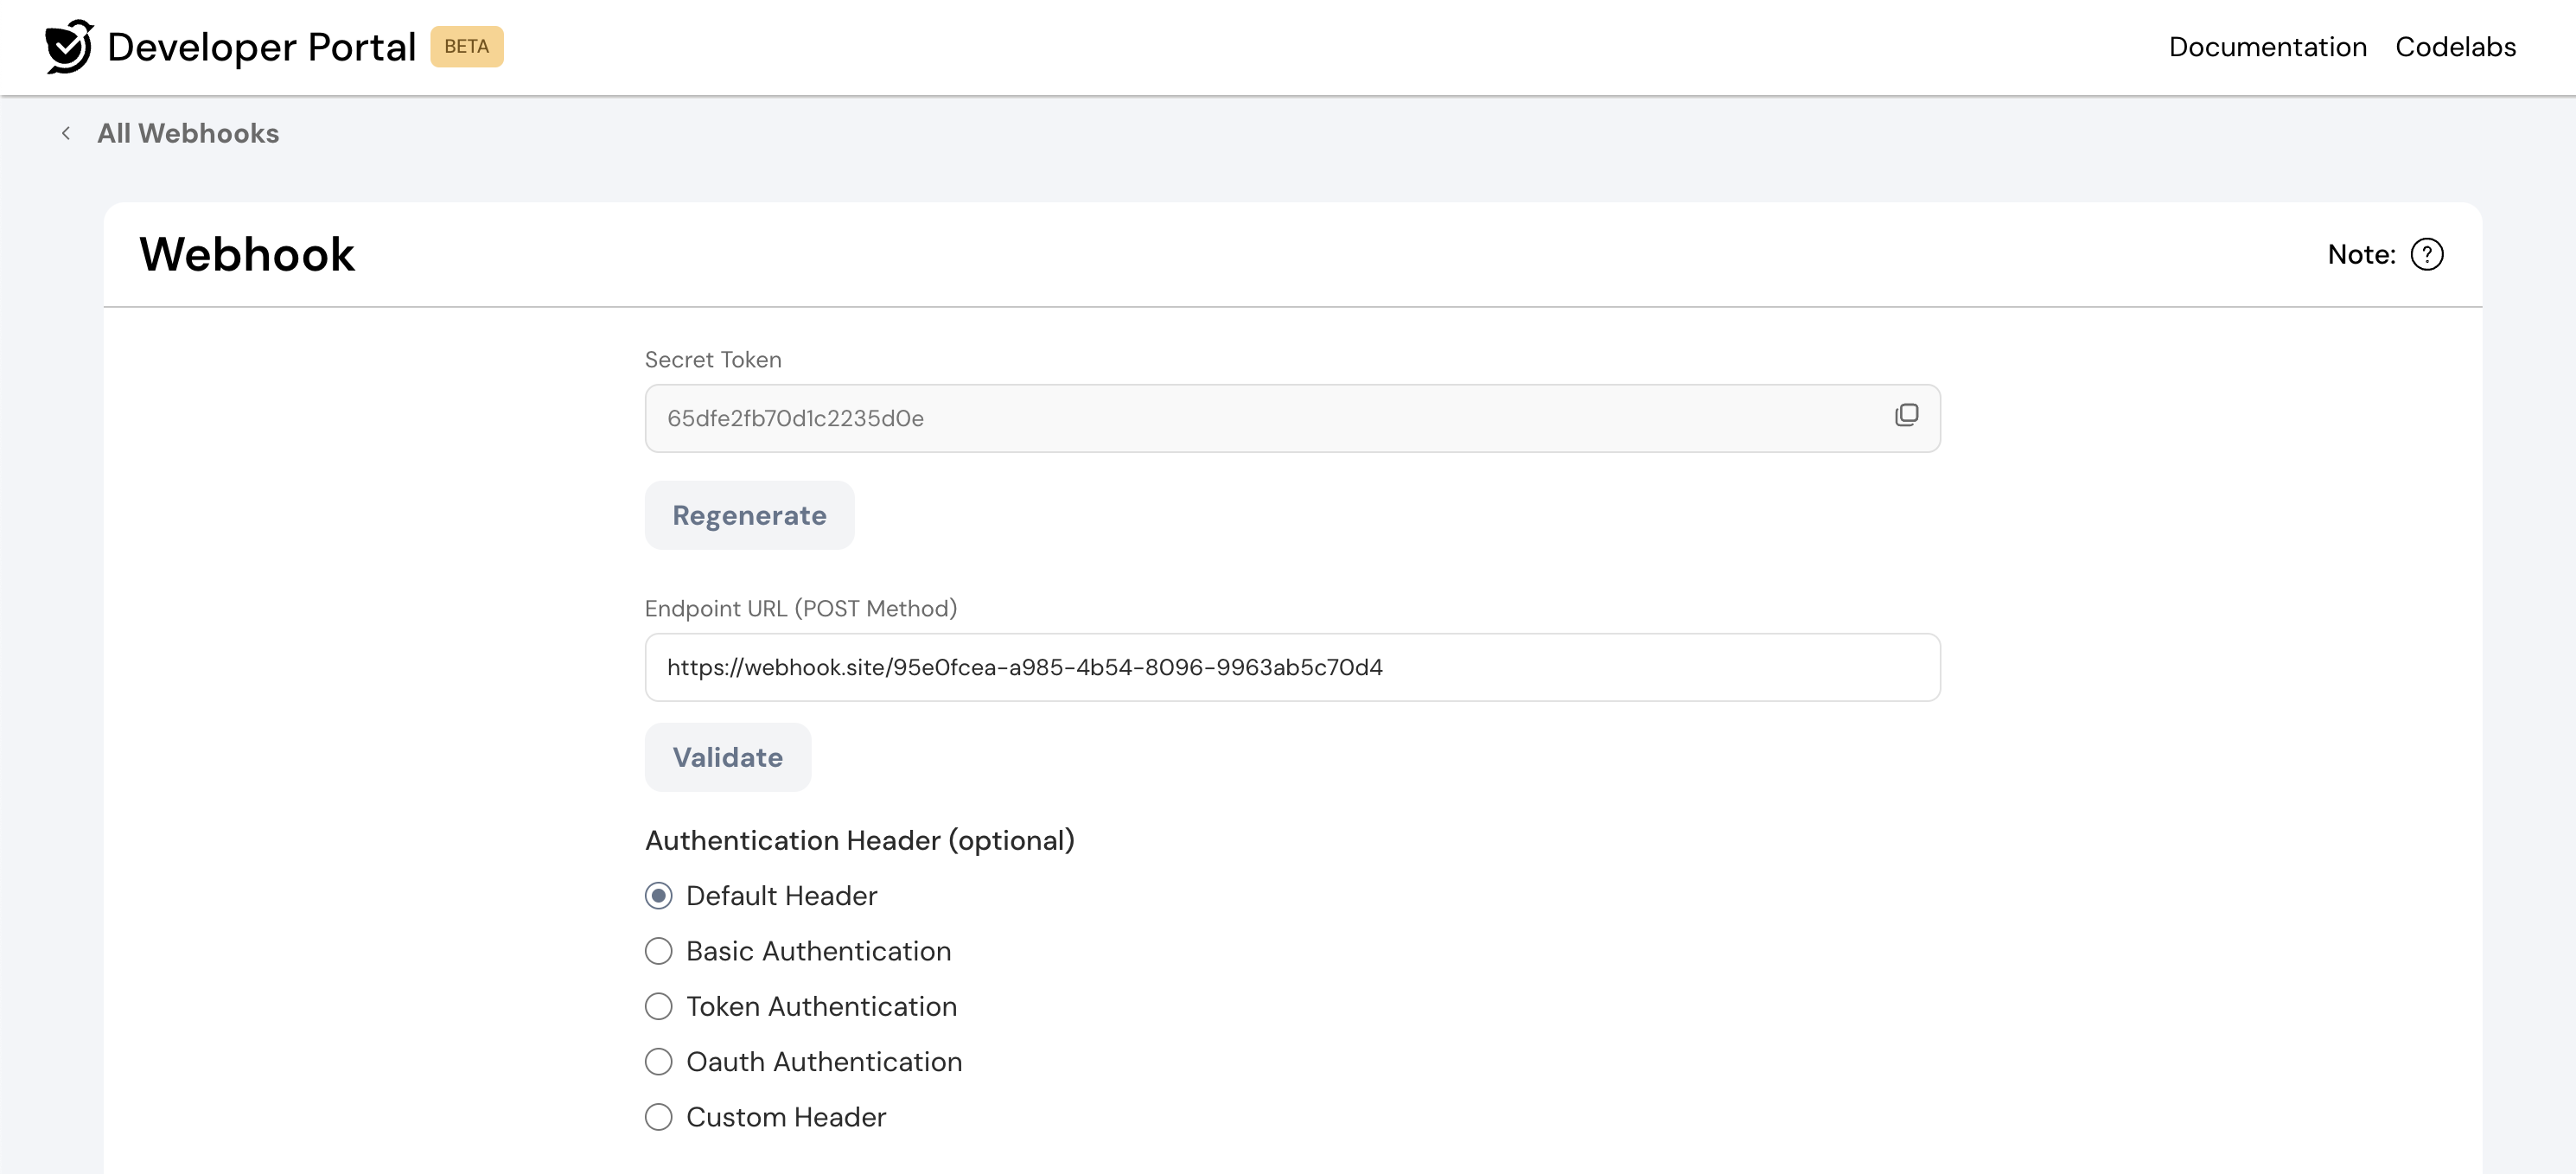 Developer Portal BETA Documentation Codelabs
All Webhooks
Webhook Note: ?
Secret Token
65dfe2fb70d1c2235d0e
Regenerate
Endpoint URL (POST Method)
https://webhook.site/95e0fcea-a985-4b54-8096-9963ab5c70d4
Validate
Authentication Header (optional)
Default Header
Basic Authentication
Token Authentication
Oauth Authentication
Custom Header